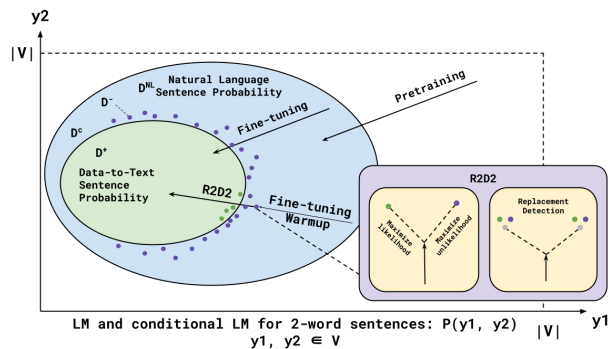 y2
|V|
D^NL Natural Language
Sentence Probability
Pretraining
D^-
Fine-tuning
D^c
D^+
Data-to-Text
Sentence
Probability
R2D2
Fine-tuning
Warmup
R2D2
Maximize
likelihood
Maximize
unlikelihood
Replacement
Detection
y1
LM and conditional LM for 2-word sentences: P(y1, y2)
y1, y2 ∈ V
|V|